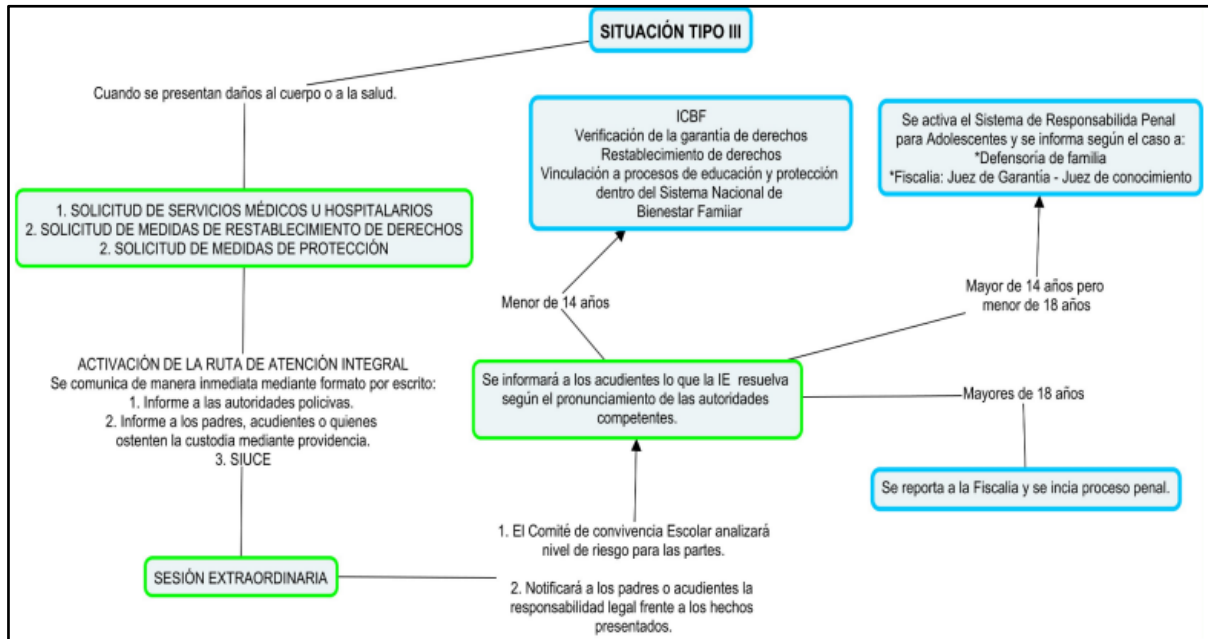 SITUACIÓN TIPO III
Cuando se presentan daños al cuerpo o a la salud.
1. SOLICITUD DE SERVICIOS MÉDICOS U HOSPITALARIOS
2. SOLICITUD DE MEDIDAS DE RESTABLECIMIENTO DE DERECHOS
2. SOLICITUD DE MEDIDAS DE PROTECCIÓN
ACTIVACIÓN DE LA RUTA DE ATENCIÓN INTEGRAL
Se comunica de manera inmediata mediante formato por escrito:
1. Informe a las autoridades policivas.
2. Informe a los padres, acudientes o quienes
ostenten la custodia mediante providencia.
3. SIUCE
SESIÓN EXTRAORDINARIA
1. El Comité de convivencia Escolar analizará
nivel de riesgo para las partes.
2. Notificará a los padres o acudientes la
responsabilidad legal frente a los hechos
presentados.
Se informará a los acudientes lo que la IE resuelva
según el pronunciamiento de las autoridades
competentes.
Menor de 14 años
ICBF
Verificación de la garantía de derechos
Restablecimiento de derechos
Vinculación a procesos de educación y protección
dentro del Sistema Nacional de
Bienestar Famiiar
Mayor de 14 años pero
menor de 18 años
Se activa el Sistema de Responsabilida Penal
para Adolescentes y se informa según el caso a:
*Defensoría de familia
*Fiscalia: Juez de Garantía - Juez de conocimiento
Mayores de 18 años
Se reporta a la Fiscalia y se incia proceso penal.